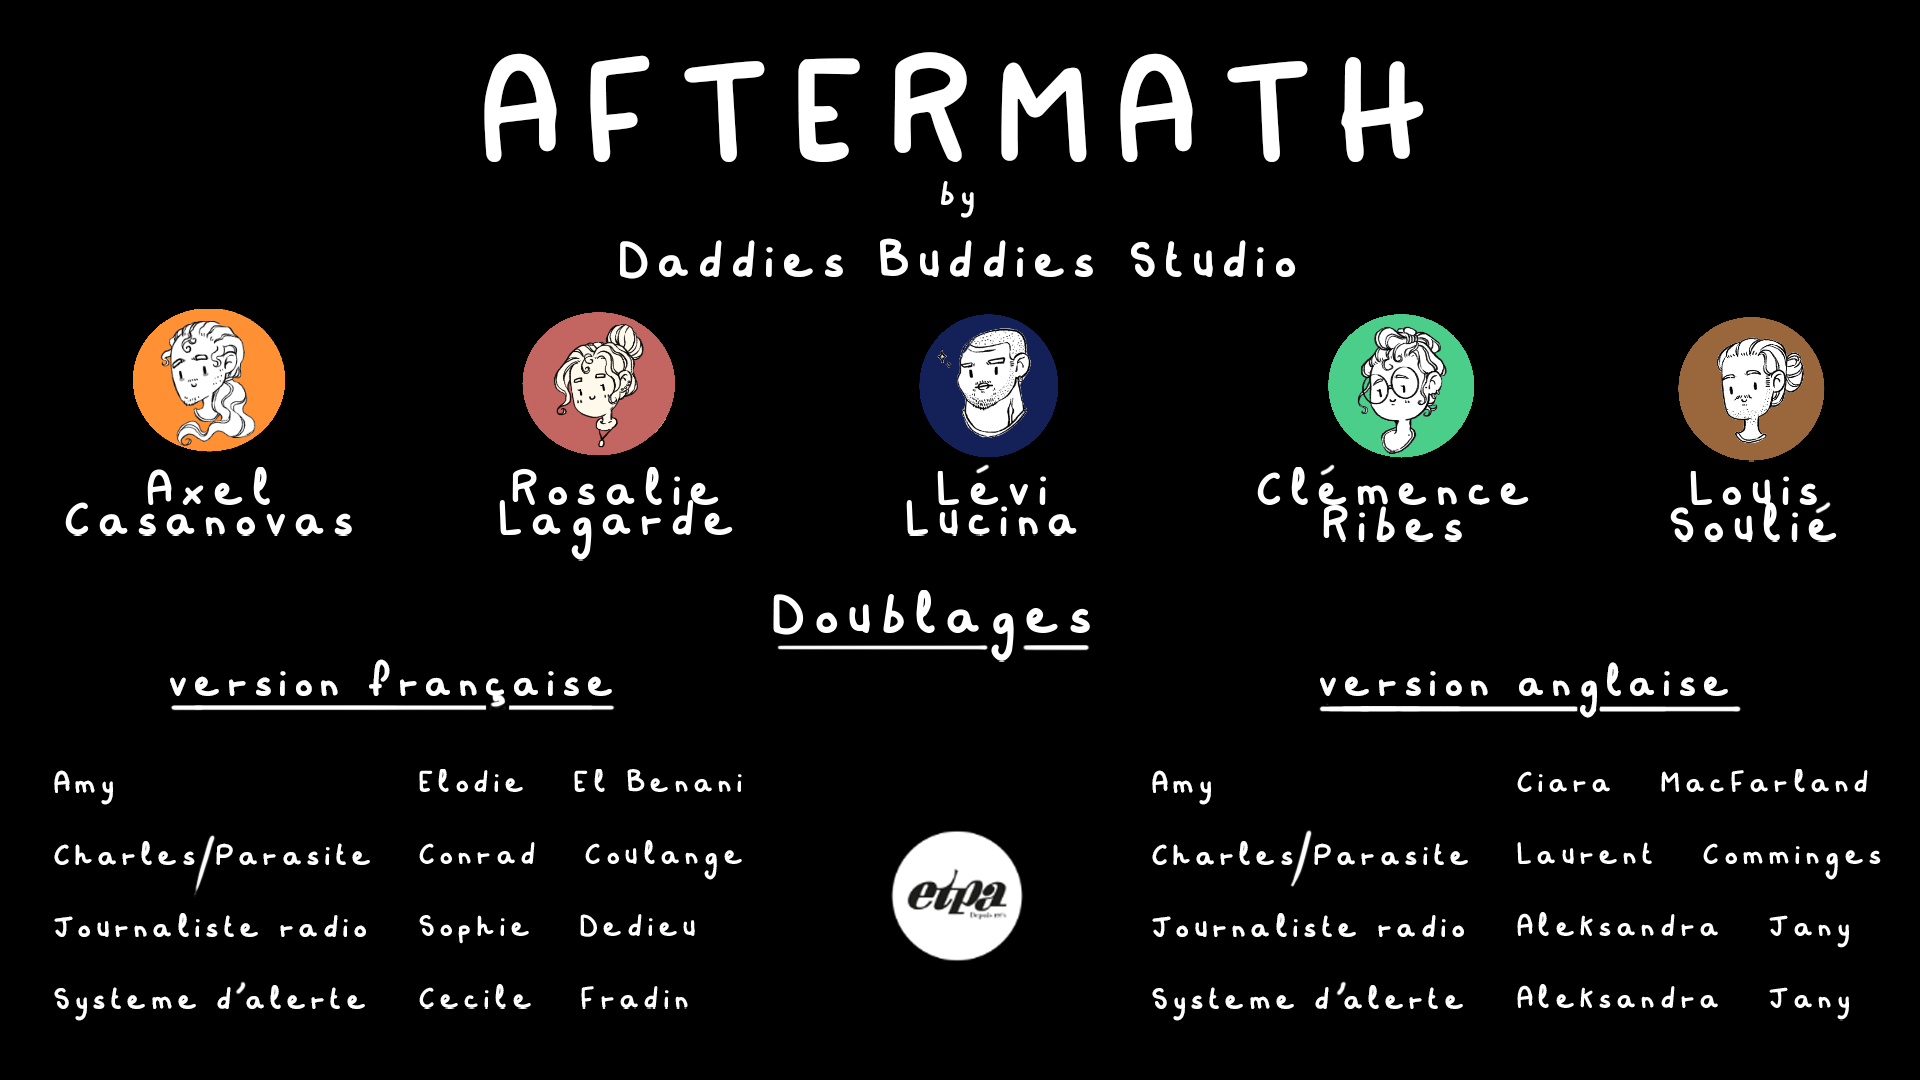 AFTERMATH
by
Daddies Buddies Studio
Axel
Casanovas
Rosalie
Lagarde
Lévi
Lucina
Clémence
Ribes
Louis
Soulié
Doublages
version française
Amy Elodie El Benani
Charles/Parasite Conrad Coulange
Journaliste radio Sophie Dedieu
Systeme d'alerte Cecile Fradin
etpa
Depuis
version anglaise
Amy Ciara MacFarland
Charles/Parasite Laurent Comminges
Journaliste radio Aleksandra Jany
Systeme d'alerte Aleksandra Jany